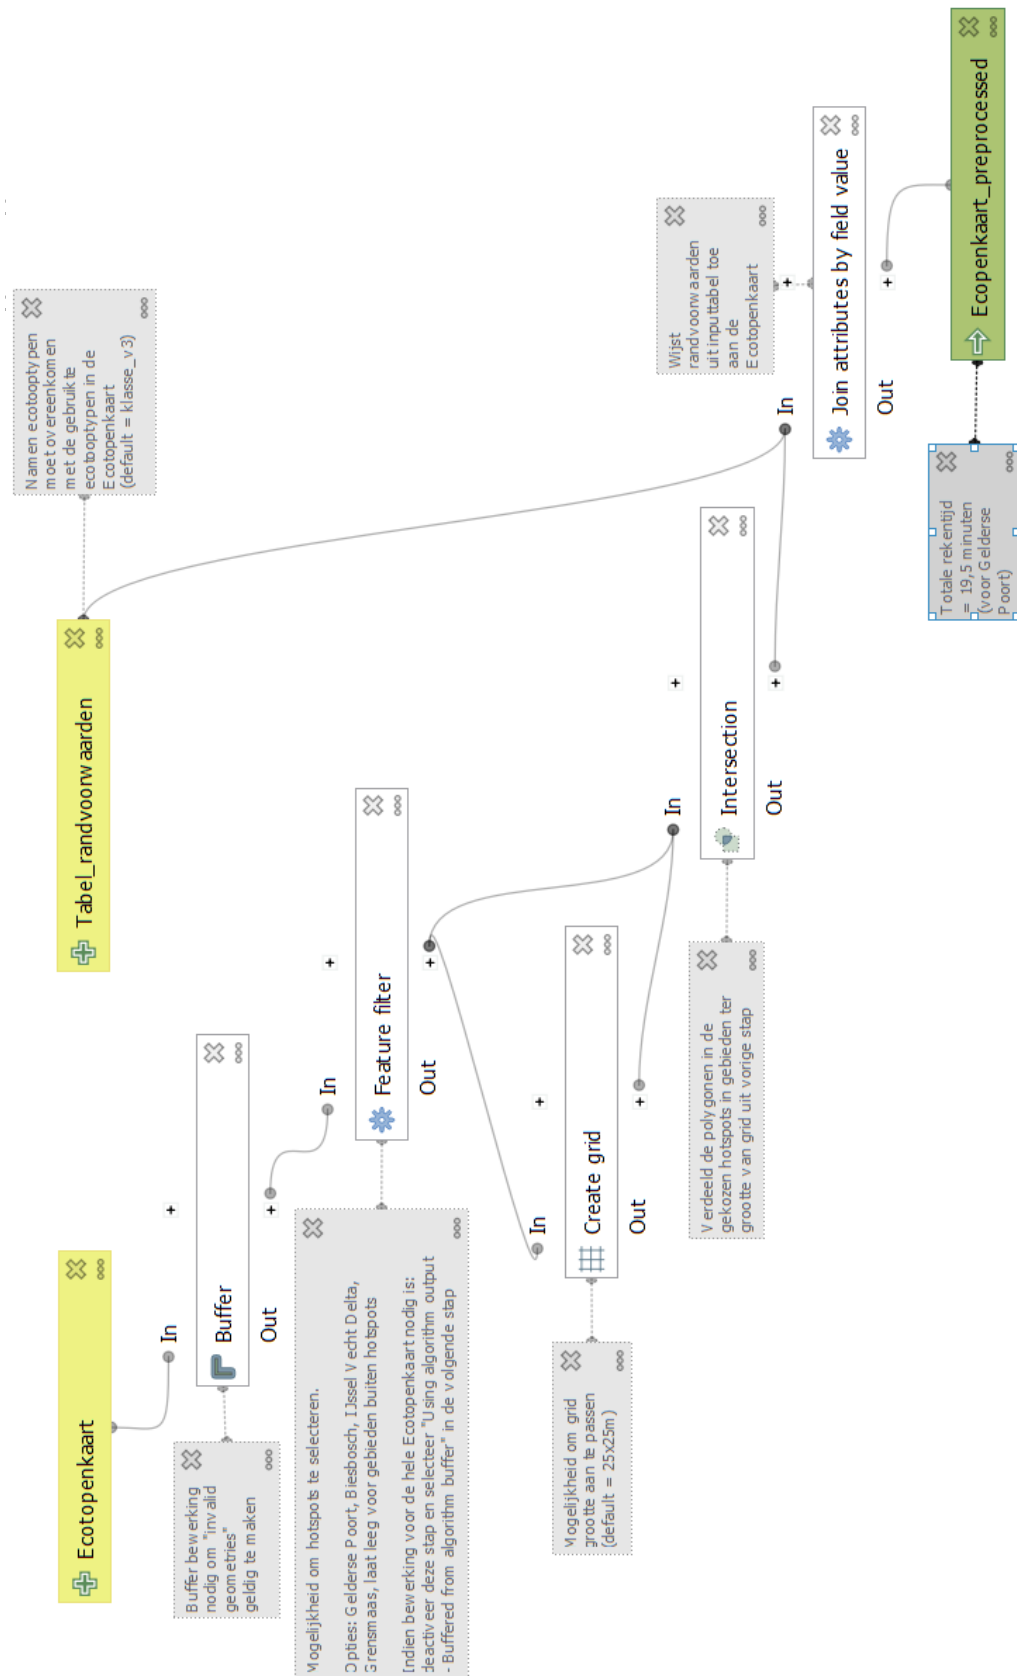 Ecotopenkaart
Buffer bewerking
nodig om "invalid
geometries"
geldig te maken
In
+
Buffer
Out
+
Mogelijkheid om hotspots te selecteren.
Opties: Gelderse Poort, Biesbosch, IJssel Vecht Delta,
Grensmaas, laat leeg voor gebieden buiten hotspots
Indien bewerking voor de hele Ecotopenkaart nodig is:
deactiveer deze stap en selecteer "Using algorithm output
- Buffered from algorithm buffer" in de volgende stap
In
+
Feature filter
Out
+
Mogelijkheid om grid
grootte aan te passen
(default = 25x25m)
In
+
Create grid
Out
+
Verdeeld de polygonen in de
gekozen hotspots in gebieden ter
grootte van grid uit vorige stap
In
+
Intersection
Out
+
Tabel_randvoorwaarden
Namen ecotooptypen
moet overeenkomen
met de gebruikte
ecotooptypen in de
Ecotopenkaart
(default = klasse_v3)
Wijst
randvoorwaarden
uit inputtabel toe
aan de
Ecotopenkaart
In
+
Join attributes by field value
Out
+
Totale rekentijd
= 19,5 minuten
(voor Gelderse
Poort)
Ecopenkaart_preprocessed